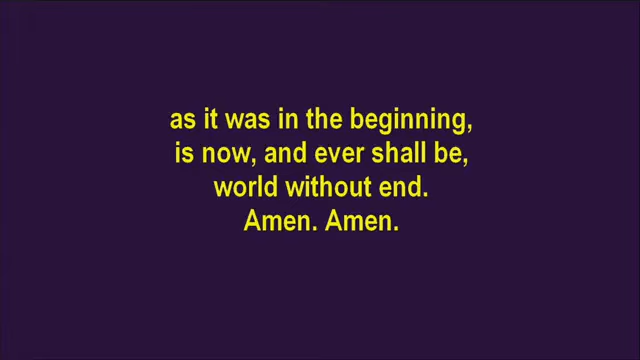 as it was in the beginning,
is now, and ever shall be,
world without end.
Amen. Amen.